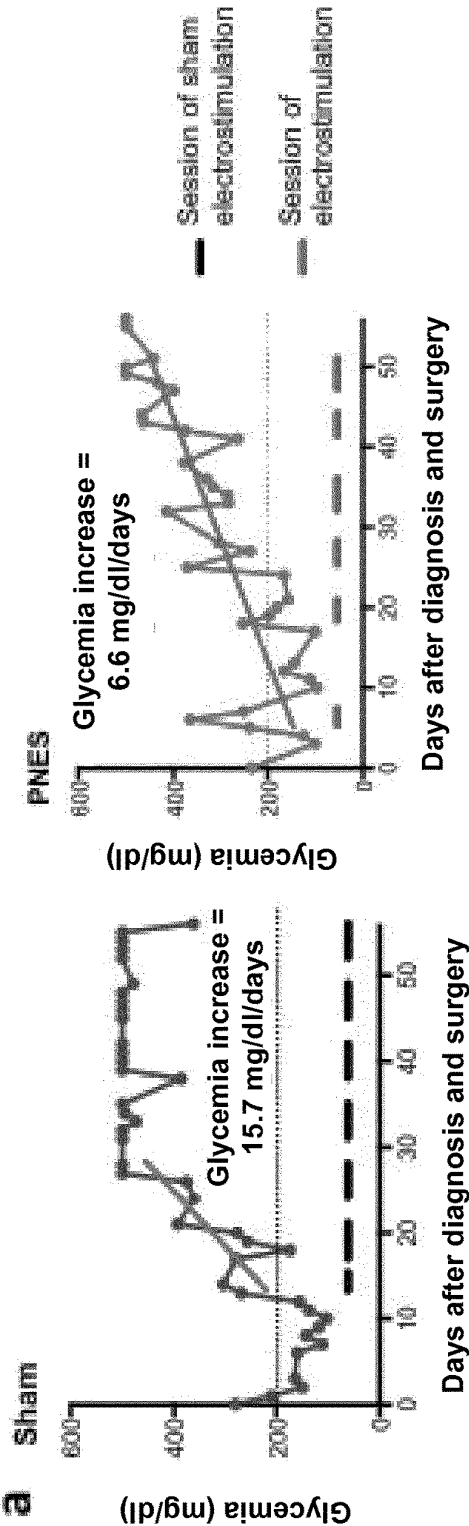 a
Sham
Glycemia (mg/dl)
600
400
200
0
Glycemia increase =
15.7 mg/dl/days
0
10
20
30
40
50
Days after diagnosis and surgery
PNES
Glycemia (mg/dl)
600
400
200
0
Glycemia increase =
6.6 mg/dl/days
0
10
20
30
40
50
Days after diagnosis and surgery
Session of sham
electrostimulation
Session of
electrostimulation